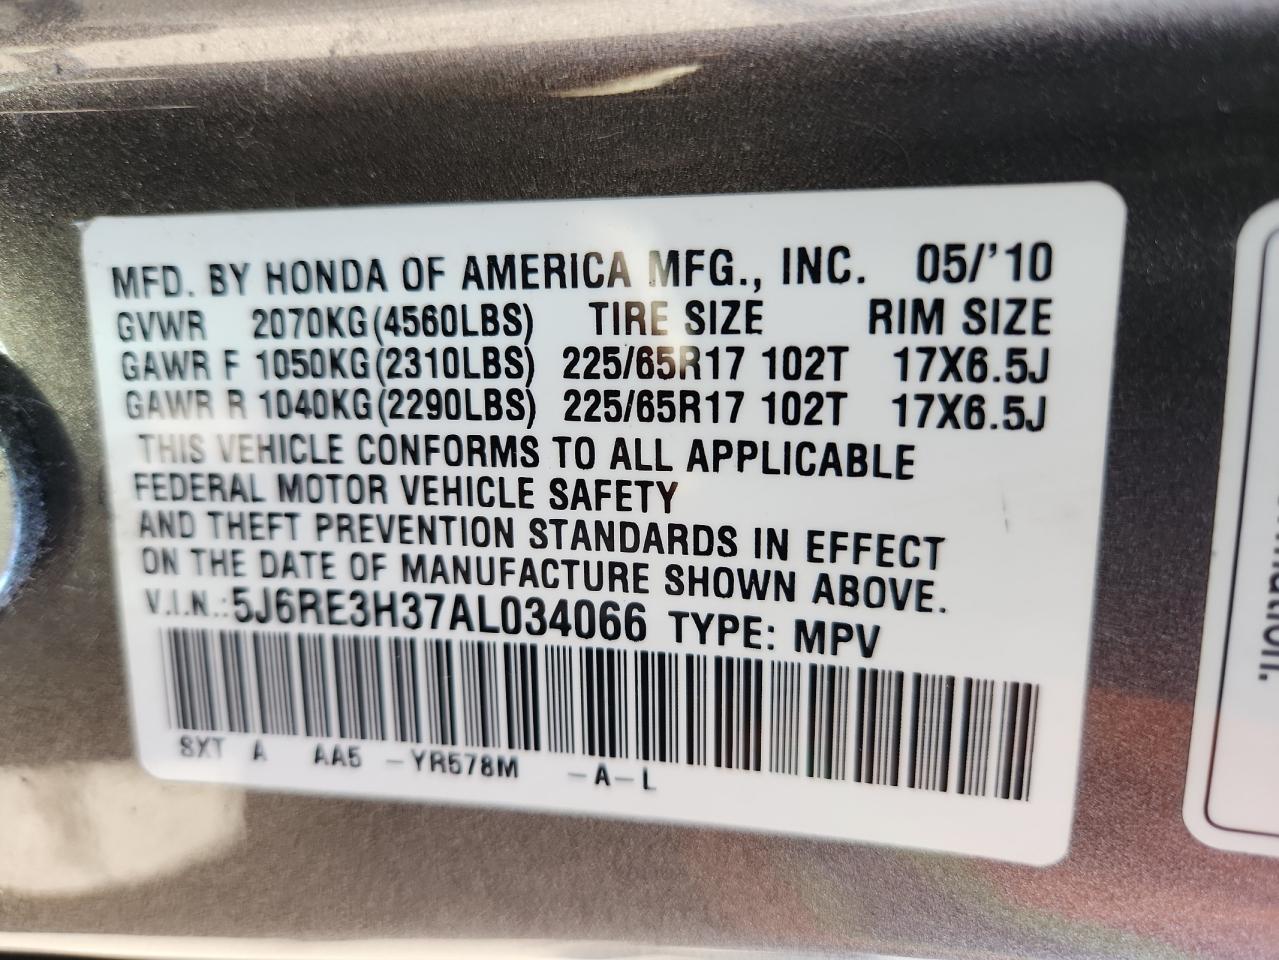 MFD. BY HONDA OF AMERICA MFG., INC. 05/'10
GVWR 2070KG(4560LBS) TIRE SIZE RIM SIZE
GAWR F 1050KG(2310LBS) 225/65R17 102T 17X6.5J
GAWR R 1040KG(2290LBS) 225/65R17 102T 17X6.5J
THIS VEHICLE CONFORMS TO ALL APPLICABLE
FEDERAL MOTOR VEHICLE SAFETY
AND THEFT PREVENTION STANDARDS IN EFFECT
ON THE DATE OF MANUFACTURE SHOWN ABOVE.
V.I.N.:5J6RE3H37AL034066 TYPE: MPV
SXT A AA5 -YR578M -A-L